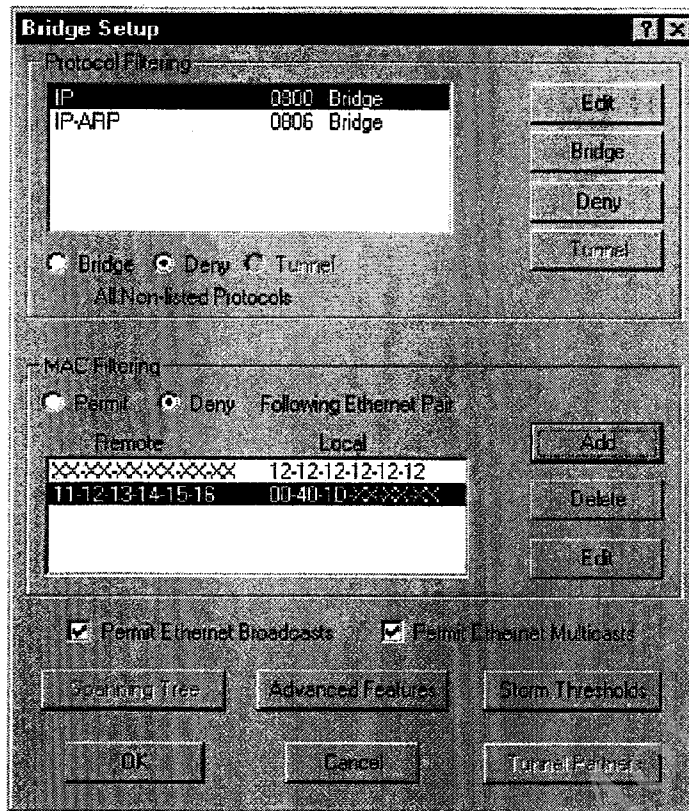 Bridge Setup ? X
Protocol Filtering
IP 0800 Bridge
IP-ARP 0806 Bridge
Edit
Bridge
Deny
Tunnel
Bridge Deny Tunnel
All Non-listed Protocols
MAC Filtering
Permit Deny Following Ethernet Pair
Remote Local
XX-XX-XX-XX-XX-XX 12-12-12-12-12-12
11-12-13-14-15-16 00-40-1D-XX-XX-XX
Add
Delete
Edit
Permit Ethernet Broadcasts Permit Ethernet Multicasts
Spanning Tree Advanced Features Storm Thresholds
OK Cancel Tunnel Partners